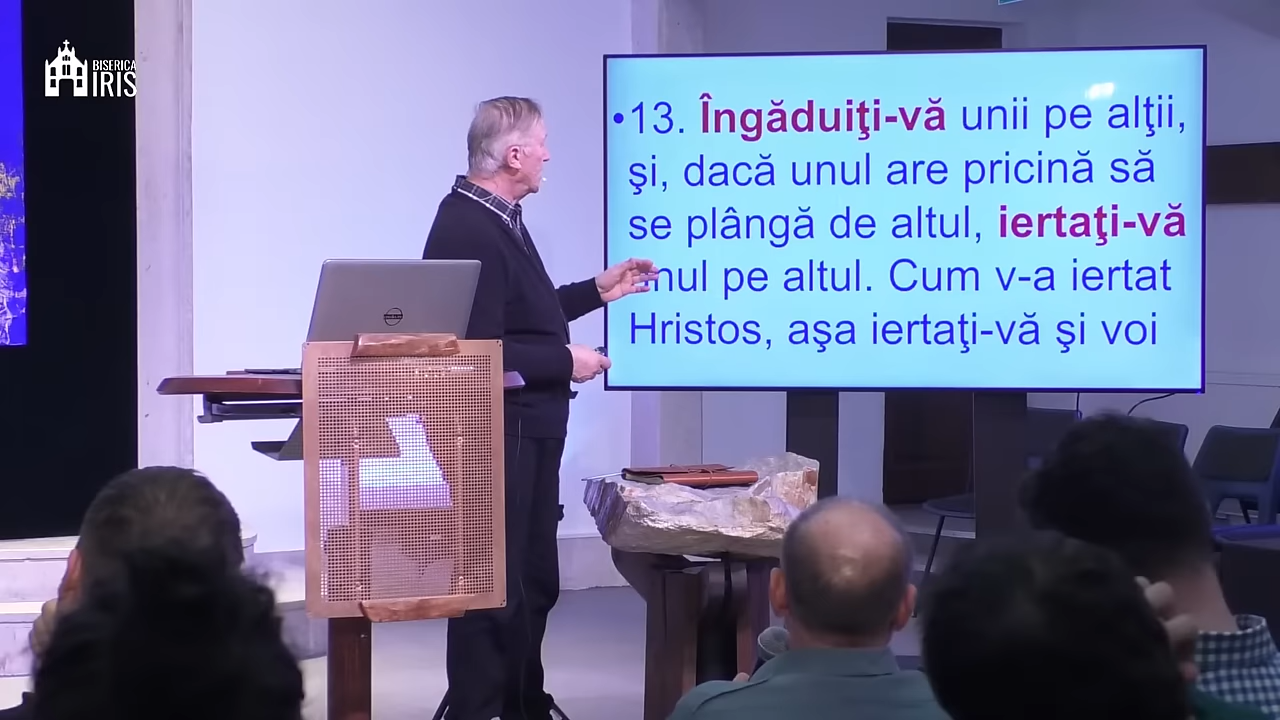 BISERICA
IRIS
•13. Îngăduiţi-vă unii pe alţii,
şi, dacă unul are pricină să
se plângă de altul, iertaţi-vă
unul pe altul. Cum v-a iertat
Hristos, aşa iertaţi-vă şi voi